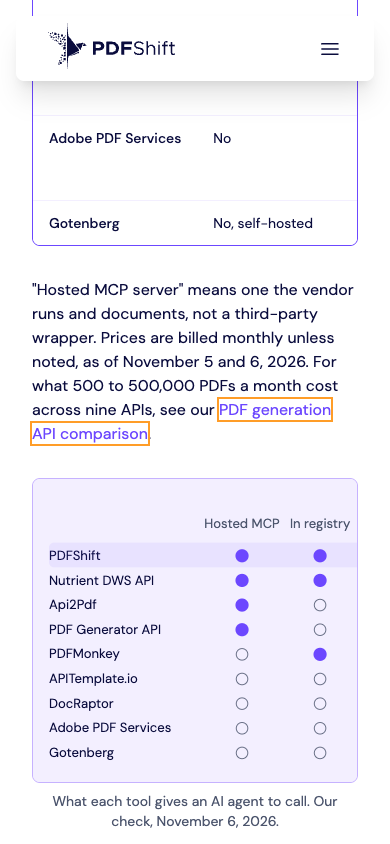 PDFShift
Adobe PDF Services No
Gotenberg No, self-hosted
"Hosted MCP server" means one the vendor
runs and documents, not a third-party
wrapper. Prices are billed monthly unless
noted, as of November 5 and 6, 2026. For
what 500 to 500,000 PDFs a month cost
across nine APIs, see our PDF generation
API comparison.
Hosted MCP In registry
PDFShift
Nutrient DWS API
Api2Pdf
PDF Generator API
PDFMonkey
APITemplate.io
DocRaptor
Adobe PDF Services
Gotenberg
What each tool gives an AI agent to call. Our
check, November 6, 2026.